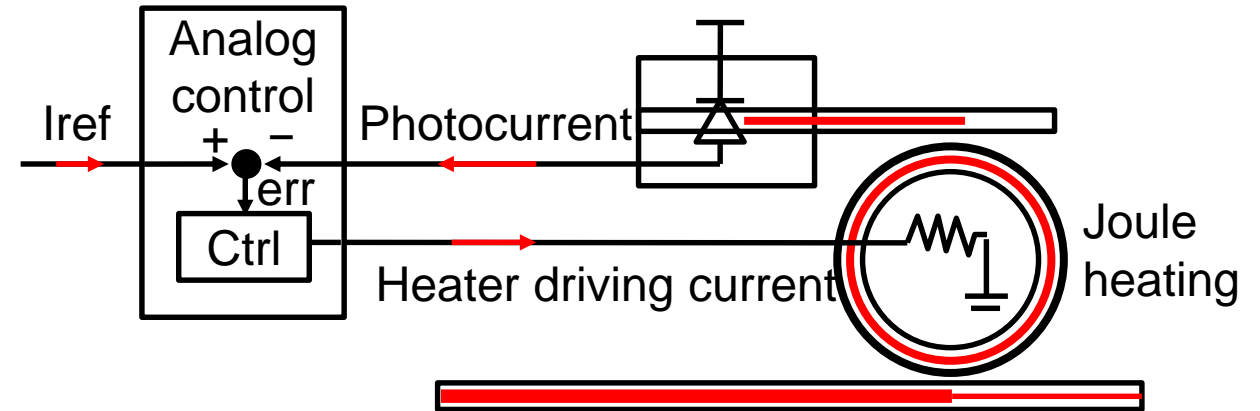 Analog
control
Iref
+ −
Photocurrent
err
Ctrl
Heater driving current
Joule
heating